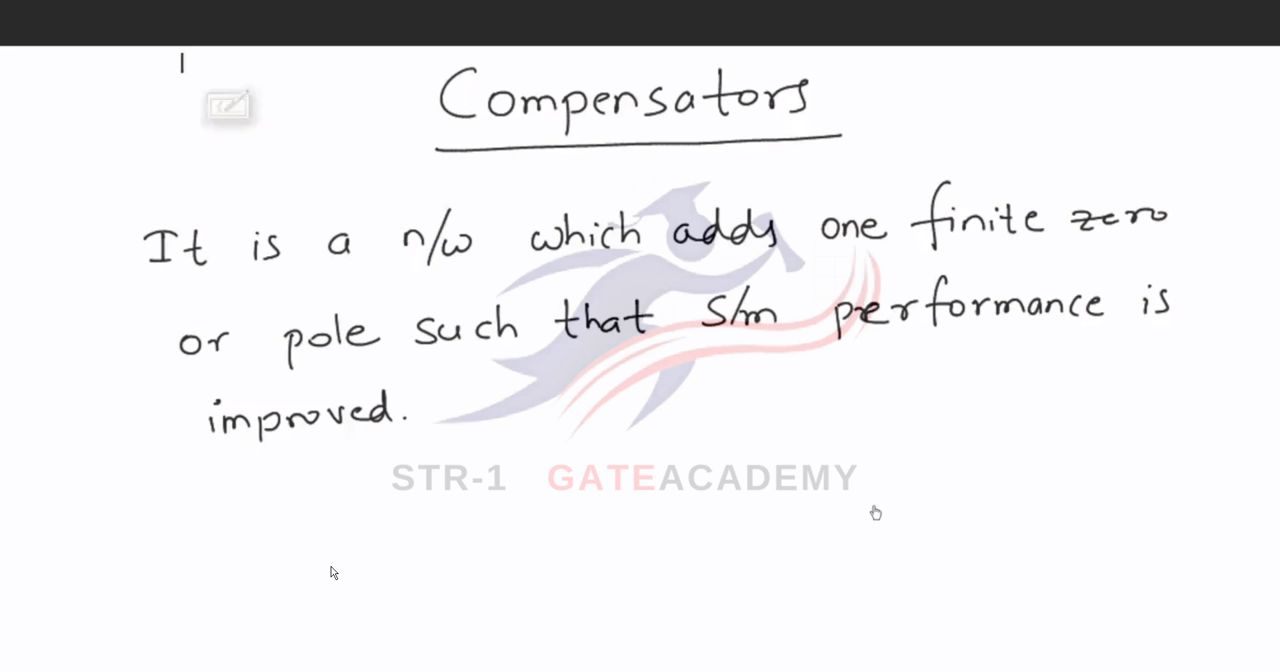 Compensators
It is a n/w which adds one finite zero
or pole such that s/m performance is
improved.
STR-1 GATEACADEMY